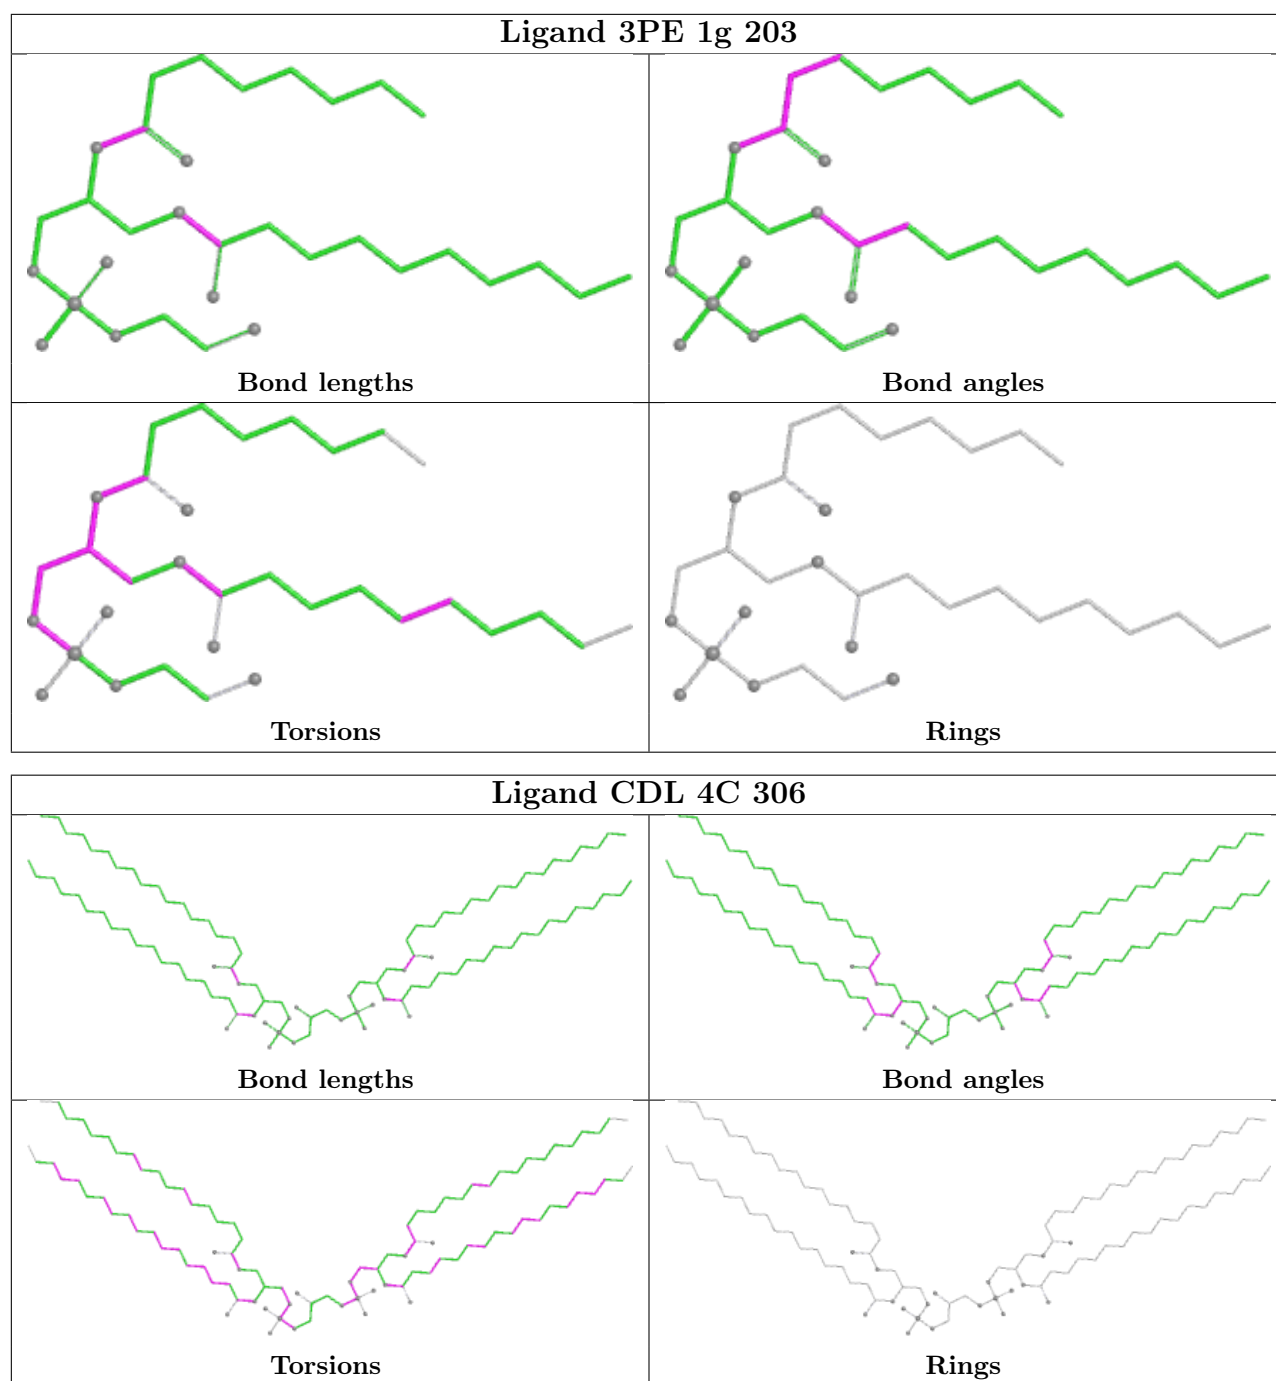 Ligand 3PE 1g 203
Bond lengths
Bond angles
Torsions
Rings
Ligand CDL 4C 306
Bond lengths
Bond angles
Torsions
Rings